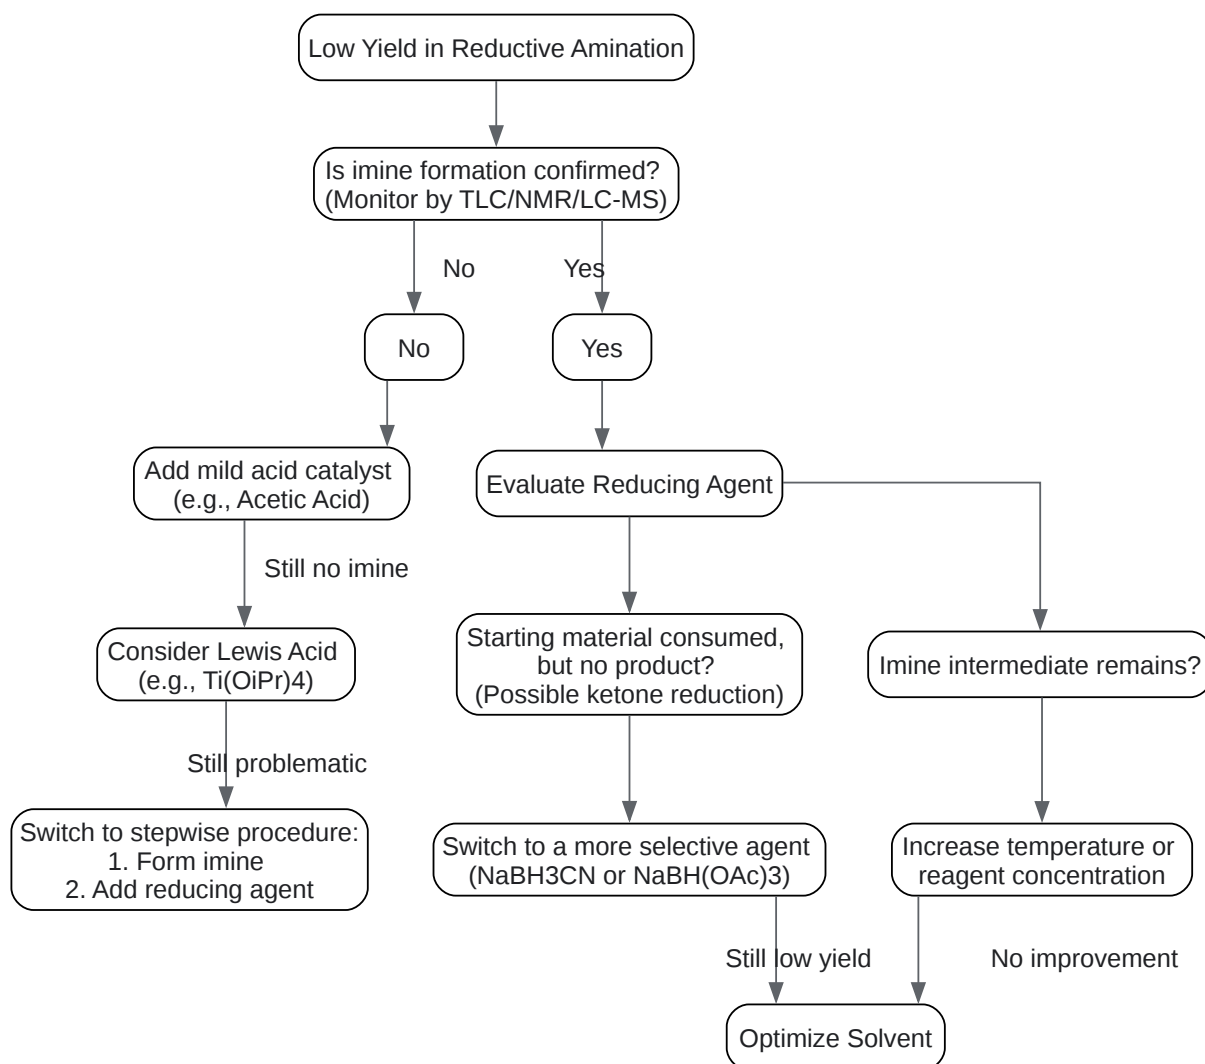 Low Yield in Reductive Amination
Is imine formation confirmed?
(Monitor by TLC/NMR/LC-MS)
No
Yes
No
Yes
Add mild acid catalyst
(e.g., Acetic Acid)
Evaluate Reducing Agent
Still no imine
Consider Lewis Acid
(e.g., Ti(OiPr)4)
Starting material consumed,
but no product?
(Possible ketone reduction)
Imine intermediate remains?
Still problematic
Switch to stepwise procedure:
1. Form imine
2. Add reducing agent
Switch to a more selective agent
(NaBH3CN or NaBH(OAc)3)
Increase temperature or
reagent concentration
Still low yield
No improvement
Optimize Solvent